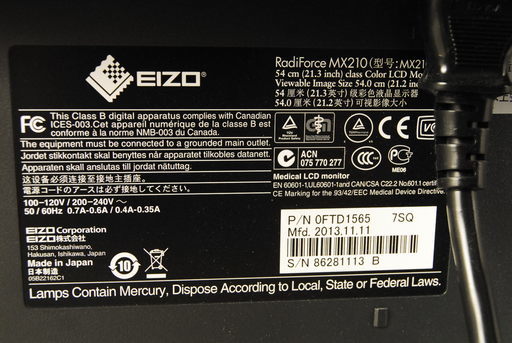 EIZO®
RadiForce MX210(型号:MX210
54 cm (21.3 inch) class Color LCD Mo
Viewable Image Size 54.0 cm (21.2 in
54 厘米 (21.3 英寸) 级彩色液晶显示器
54.0 厘米 (21.2 英寸) 可视影像大小
FC This Class B digital apparatus complies with Canadian
ICES-003.Cet appareil numérique de la classe B est
conforme à la norme NMB-003 du Canada.
The equipment must be connected to a grounded main outlet.
Jordet stikkontakt skal benyttes når apparatet tilkobles datanett.
Apparaten skall anslutas till jordat nätuttag.
这设备必须连接到接地主插座
電源コードのアースは必ず接地してください.
100-120V / 200-240V ～
50 / 60Hz 0.7A-0.6A / 0.4A-0.35A
ACN
075 770 277
CCC
ME06
Medical LCD monitor
EN 60601-1,UL60601-1and CAN/CSA C22.2 No601.1 certif
CE Marking for the 93/42/EEC Medical Device Directive
EIZO Corporation
EIZO株式会社
153 Shimokashiwano,
Hakusan, Ishikawa, Japan
Made in Japan
日本制造
05B22162C1
10
P/N 0FTD1565 7SQ
Mfd. 2013.11.11
S/N 86281113 B
Lamps Contain Mercury, Dispose According to Local, State or Federal Laws.